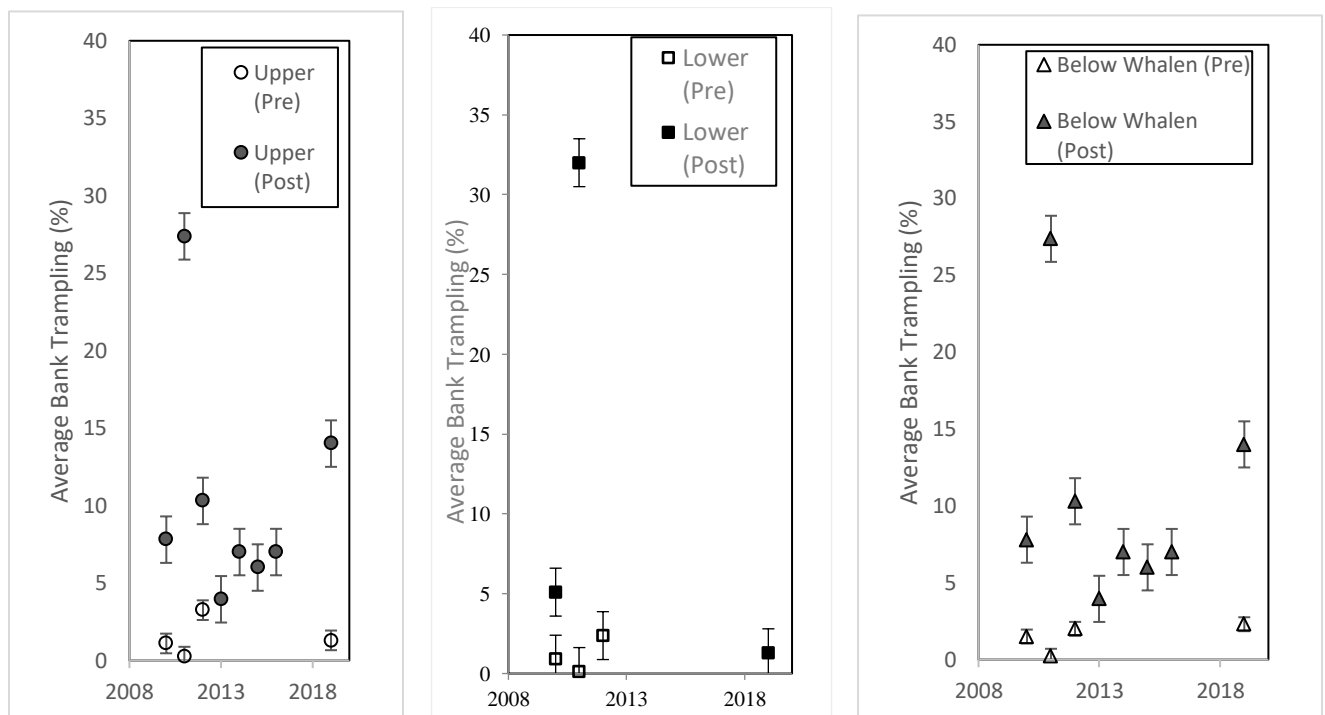 Average Bank Trampling (%)
40
35
30
25
20
15
10
5
0
2008 2013 2018
Upper
(Pre)
Upper
(Post)
Average Bank Trampling (%)
40
35
30
25
20
15
10
5
0
2008 2013 2018
Lower
(Pre)
Lower
(Post)
Average Bank Trampling (%)
40
35
30
25
20
15
10
5
0
2008 2013 2018
Below Whalen (Pre)
Below Whalen
(Post)